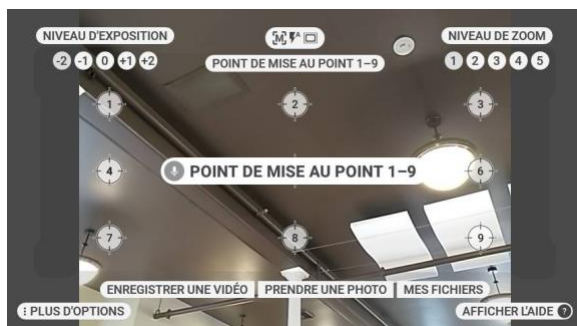 NIVEAU D'EXPOSITION
-2 -1 0 +1 +2
M A
POINT DE MISE AU POINT 1–9
NIVEAU DE ZOOM
1 2 3 4 5
1 2 3
4 POINT DE MISE AU POINT 1–9 6
7 8 9
ENREGISTRER UNE VIDÉO PRENDRE UNE PHOTO MES FICHIERS
PLUS D'OPTIONS
AFFICHER L'AIDE ?